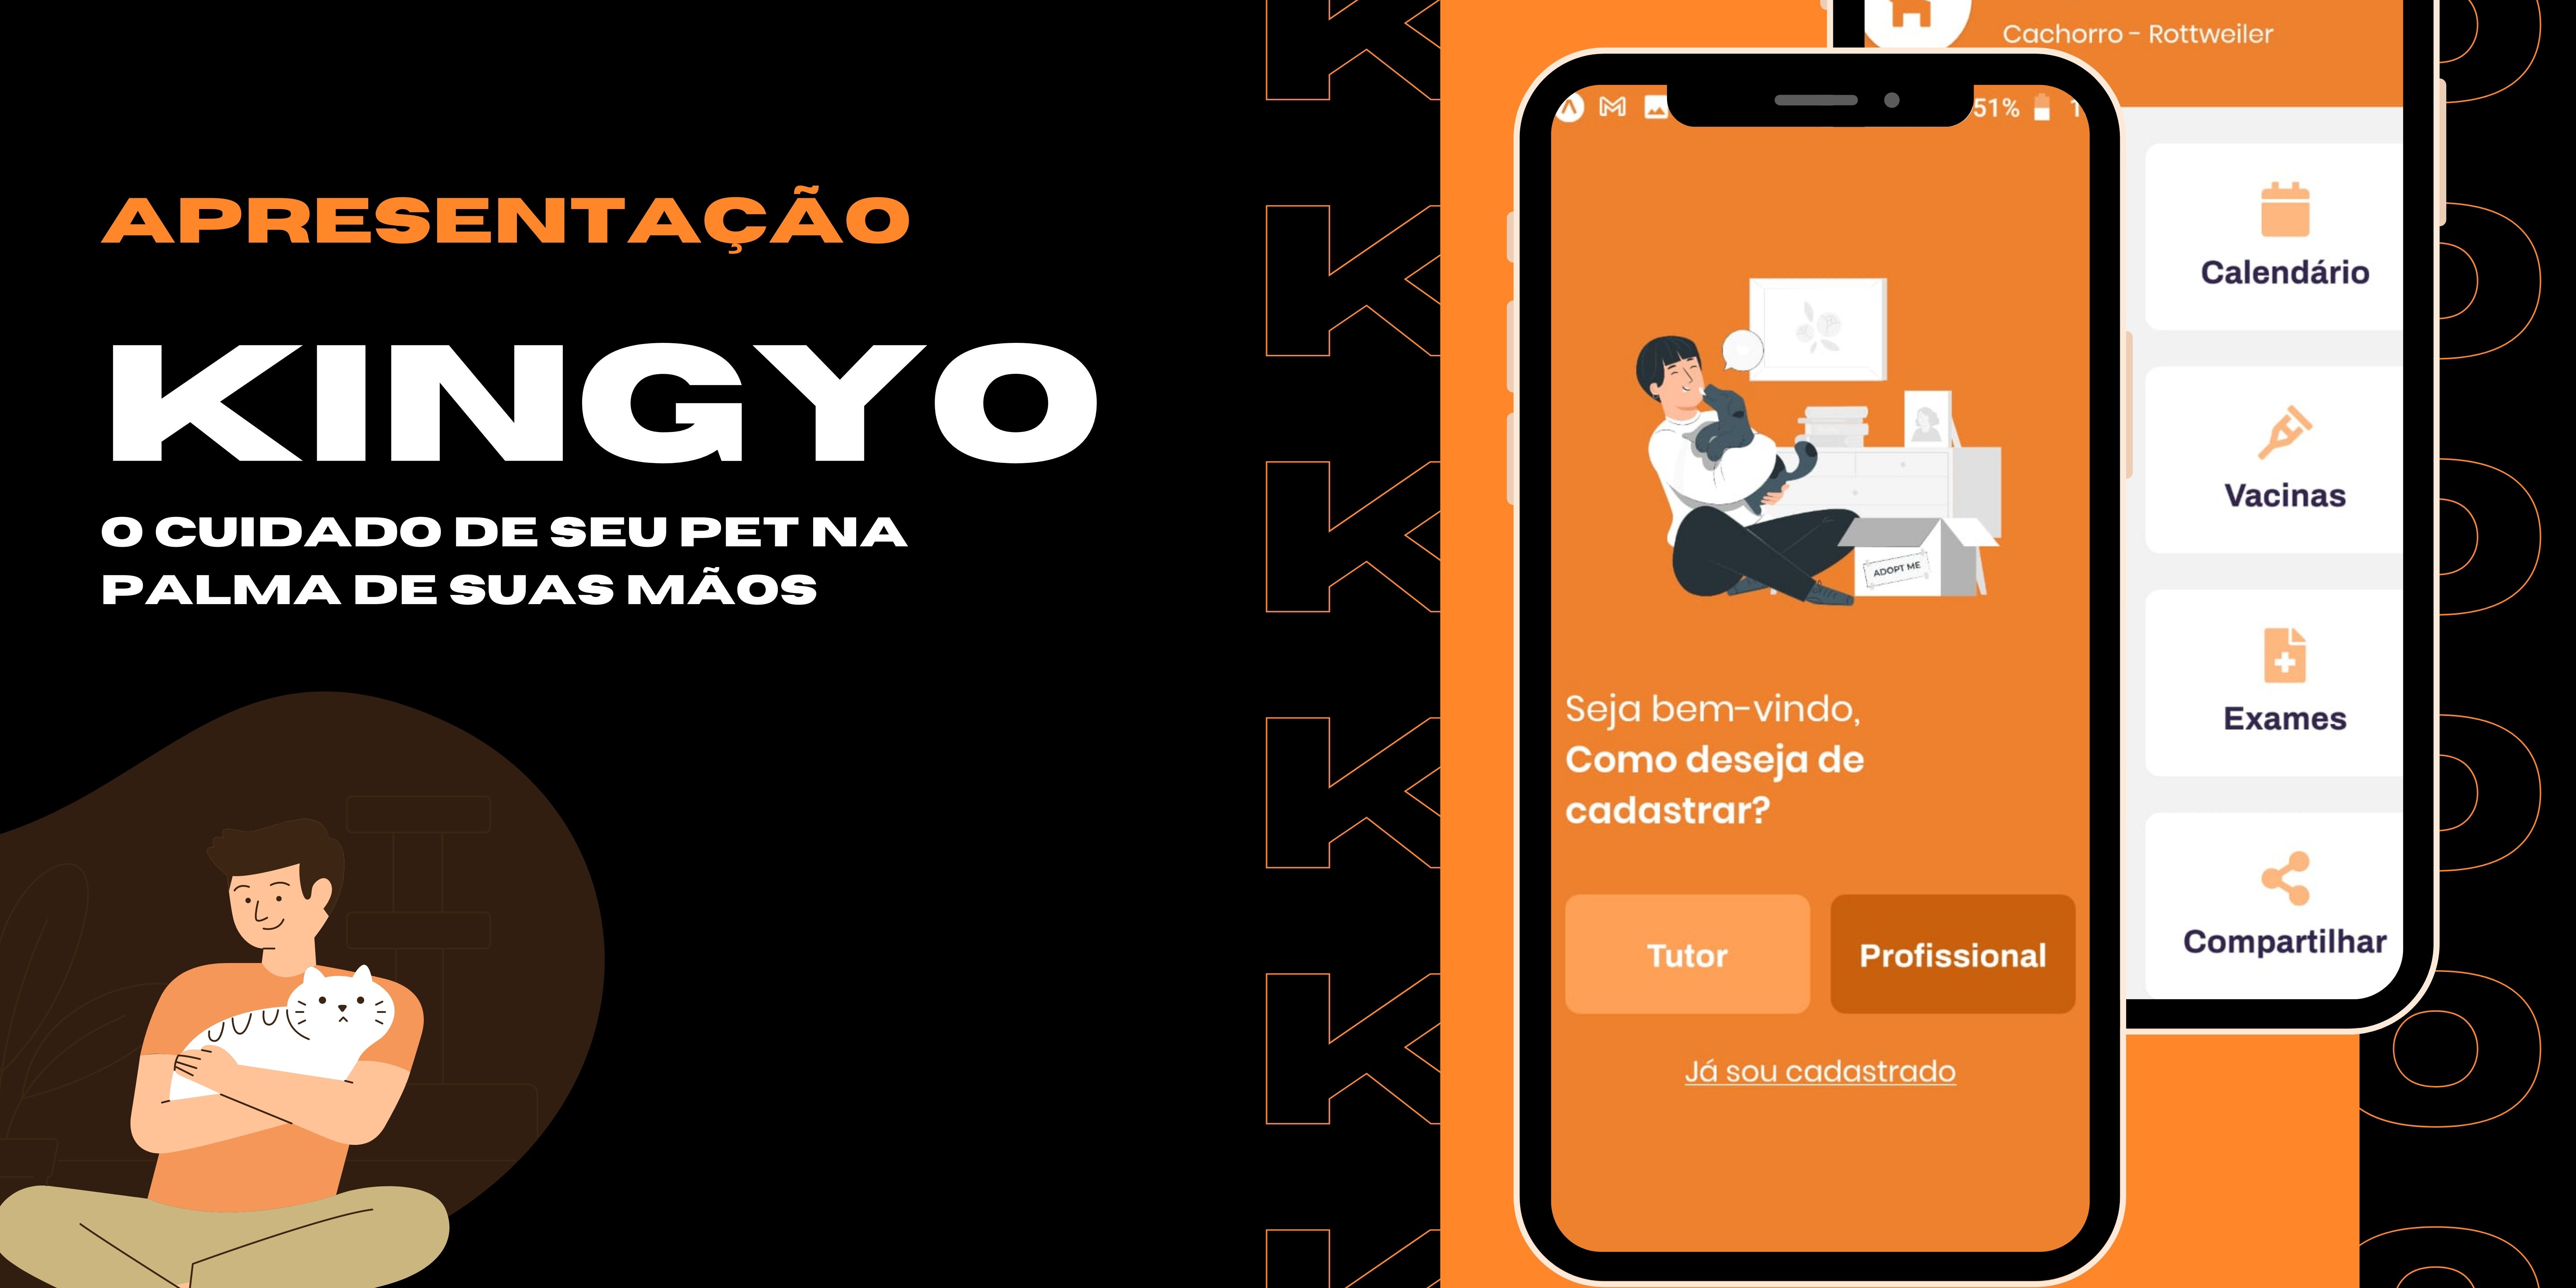 APRESENTAÇÃO
KINGYO
O CUIDADO DE SEU PET NA
PALMA DE SUAS MÃOS
K
K
K
K
K
K
51%
ADOPT ME
Seja bem-vindo,
Como deseja de
cadastrar?
Tutor
Profissional
Já sou cadastrado
Cachorro - Rottweiler
Calendário
Vacinas
Exames
Compartilhar
O
O
O
O
O
O